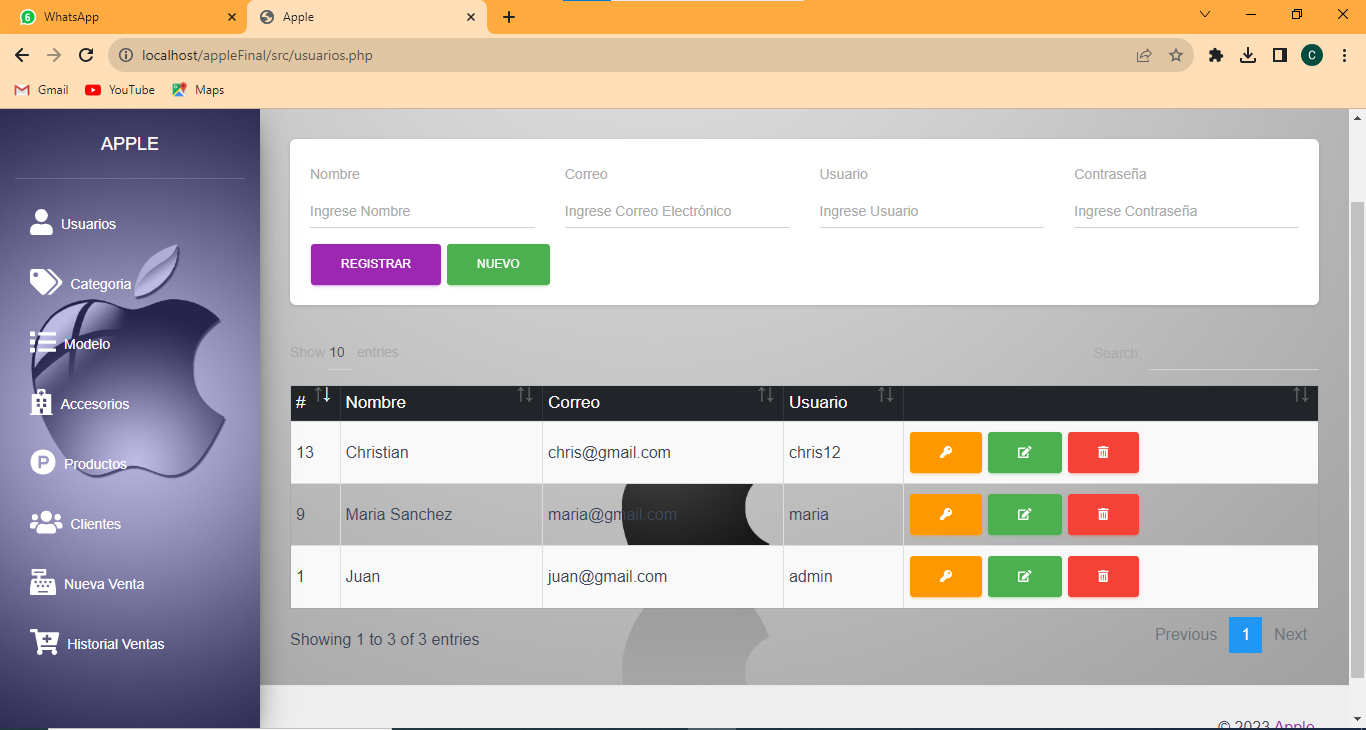 6 WhatsApp
Apple
localhost/appleFinal/src/usuarios.php
C
Gmail
YouTube
Maps
APPLE
Usuarios
Categoria
Modelo
Accesorios
P Productos
Clientes
Nueva Venta
Historial Ventas
Nombre Correo Usuario Contraseña
Ingrese Nombre Ingrese Correo Electrónico Ingrese Usuario Ingrese Contraseña
REGISTRAR NUEVO
Show 10 entries Search:
# Nombre Correo Usuario
13 Christian chris@gmail.com chris12
9 Maria Sanchez maria@gmail.com maria
1 Juan juan@gmail.com admin
Showing 1 to 3 of 3 entries Previous 1 Next
© 2023 Apple